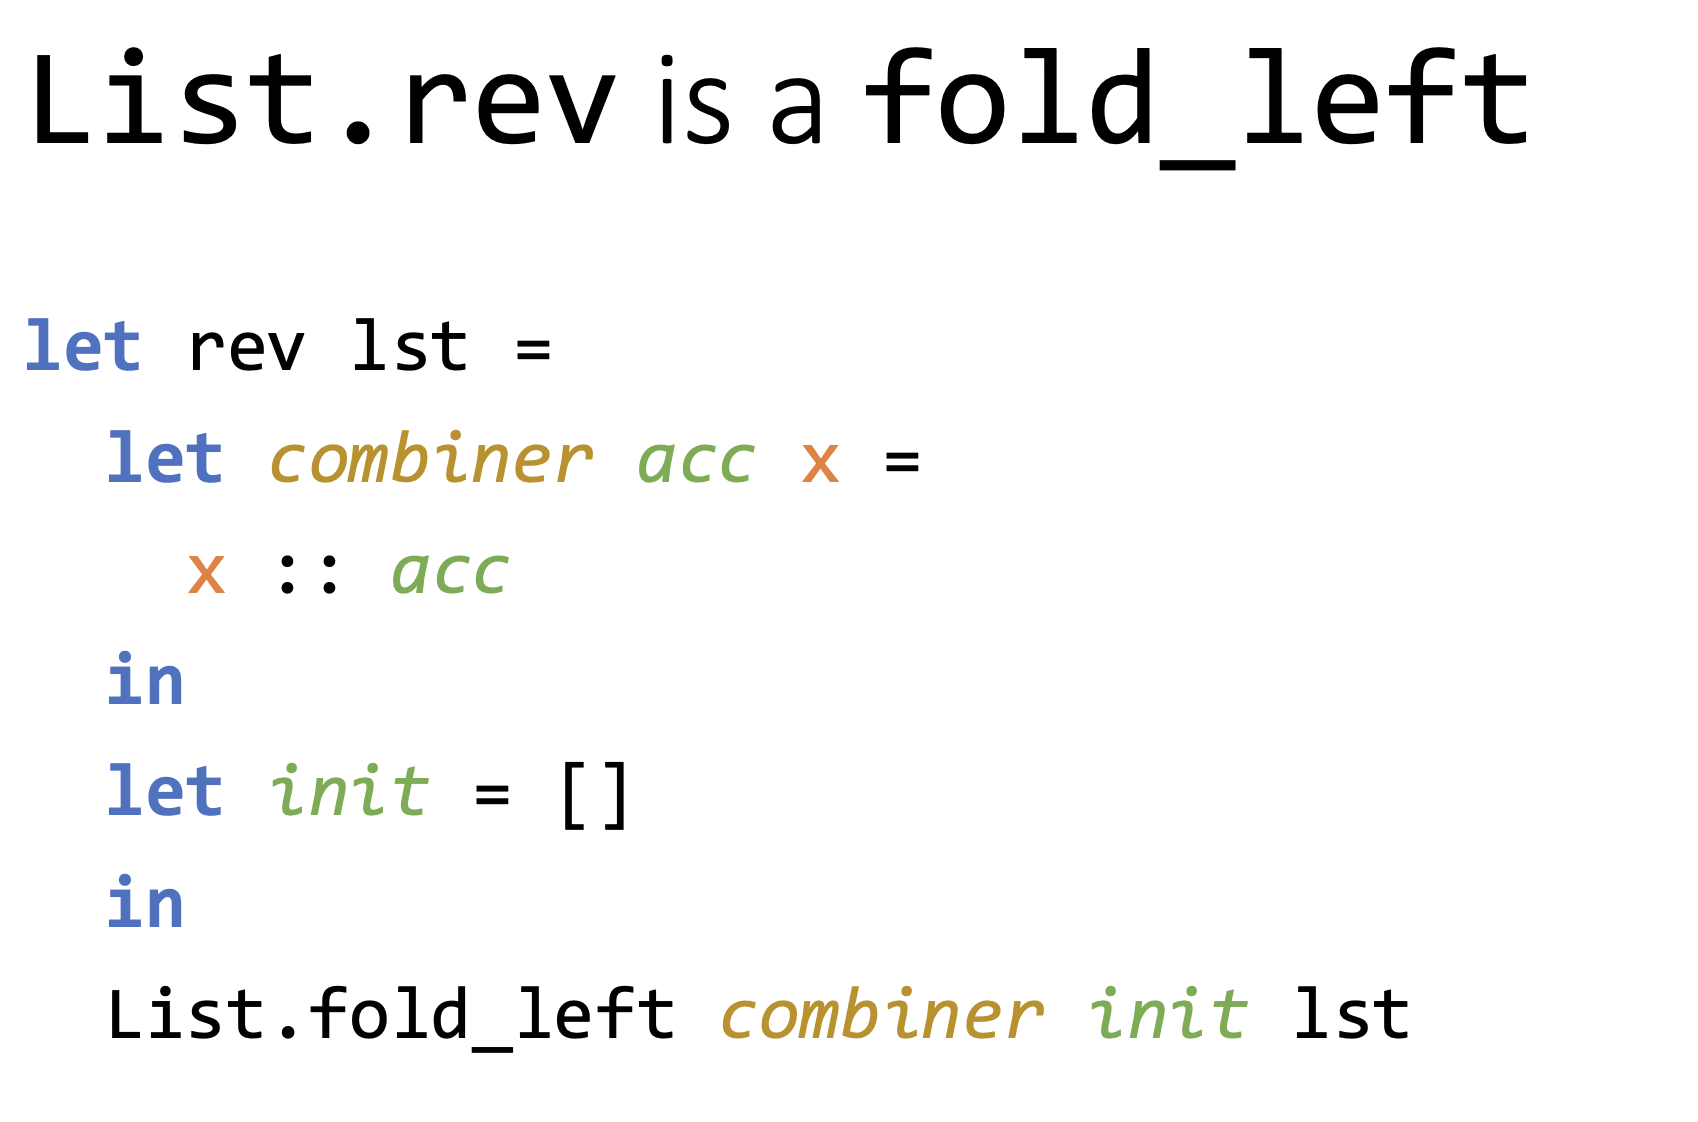 List.rev is a fold_left
let rev lst =
  let combiner acc x =
    x :: acc
  in
  let init = []
  in
  List.fold_left combiner init lst